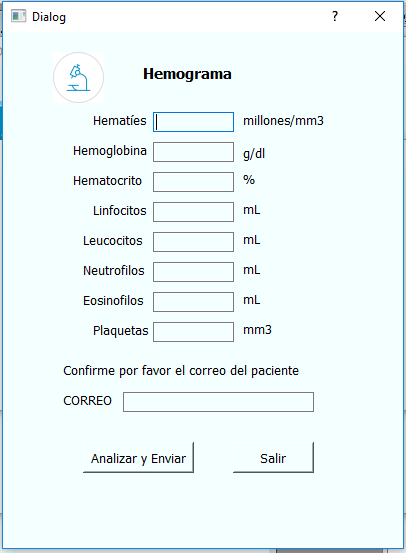 Dialog ?
Hemograma
Hematíes millones/mm3
Hemoglobina g/dl
Hematocrito %
Linfocitos mL
Leucocitos mL
Neutrofilos mL
Eosinofilos mL
Plaquetas mm3
Confirme por favor el correo del paciente
CORREO
Analizar y Enviar Salir